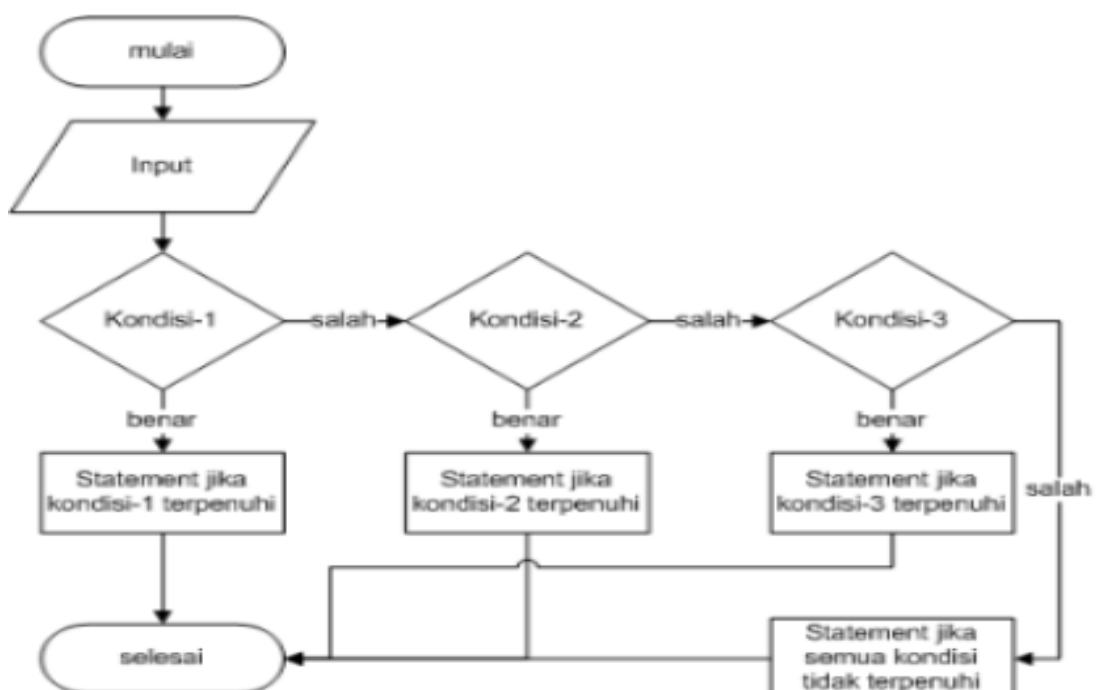 mulai
Input
Kondisi-1
salah
Kondisi-2
salah
Kondisi-3
benar
benar
benar
Statement jika
kondisi-1 terpenuhi
Statement jika
kondisi-2 terpenuhi
Statement jika
kondisi-3 terpenuhi
salah
selesai
Statement jika
semua kondisi
tidak terpenuhi